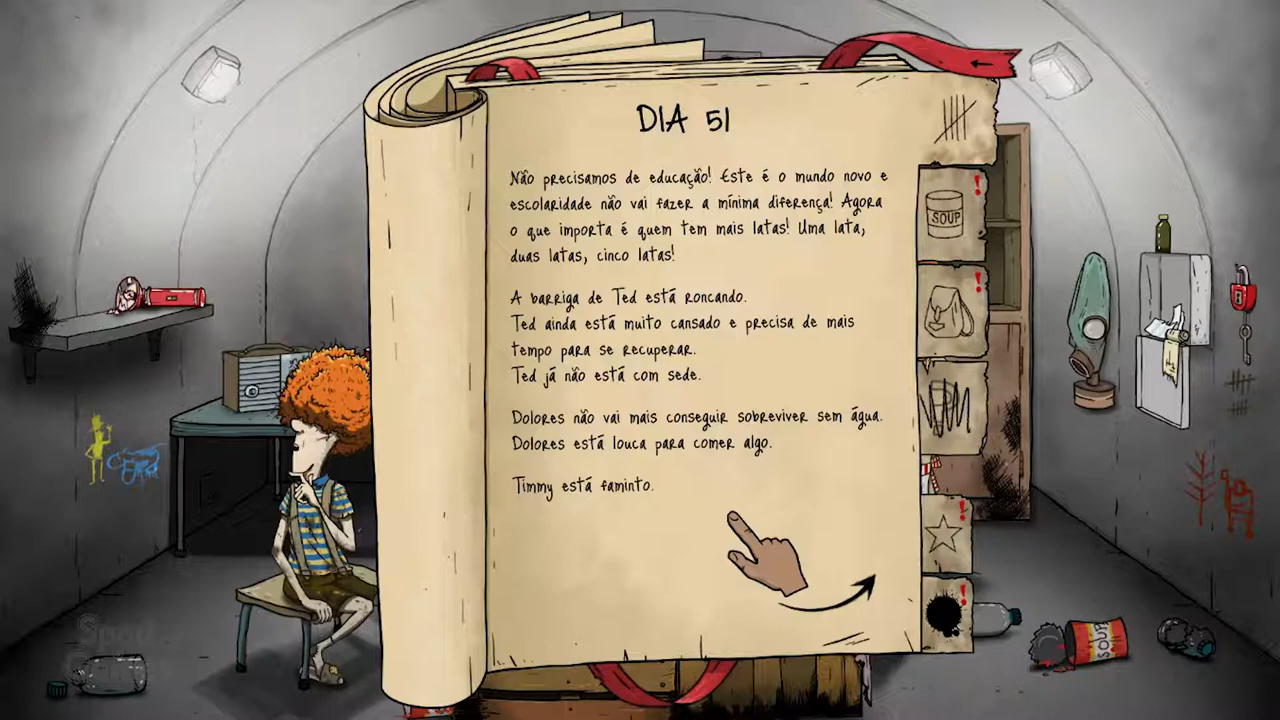 DIA 51
Não precisamos de educação! Este é o mundo novo e
escolaridade não vai fazer a mínima diferença! Agora
o que importa é quem tem mais latas! Uma lata,
duas latas, cinco latas!
A barriga de Ted está roncando.
Ted ainda está muito cansado e precisa de mais
tempo para se recuperar.
Ted já não está com sede.
Dolores não vai mais conseguir sobreviver sem água.
Dolores está louca para comer algo.
Timmy está faminto.
!
SOUP
!
!
!
SOUP